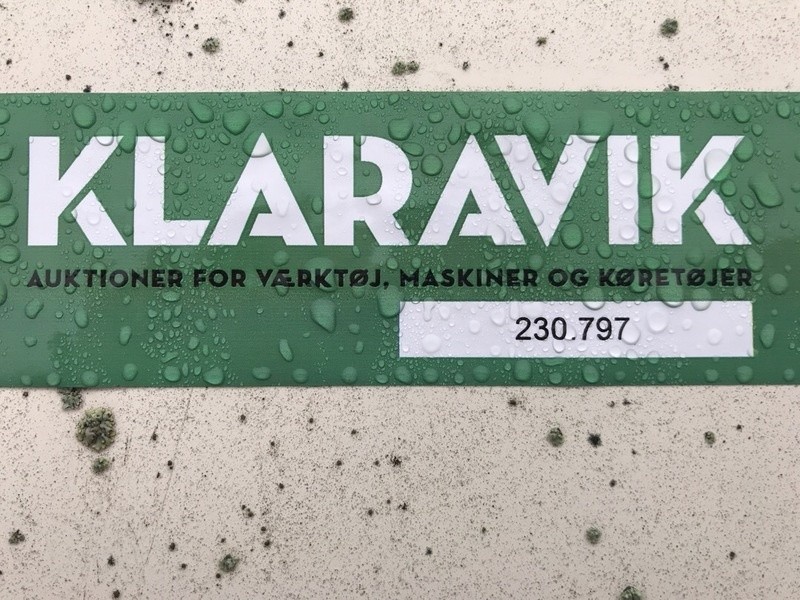 KLARAVIK
AUKTIONER FOR VÆRKTØJ, MASKINER OG KØRETØJER
230.797